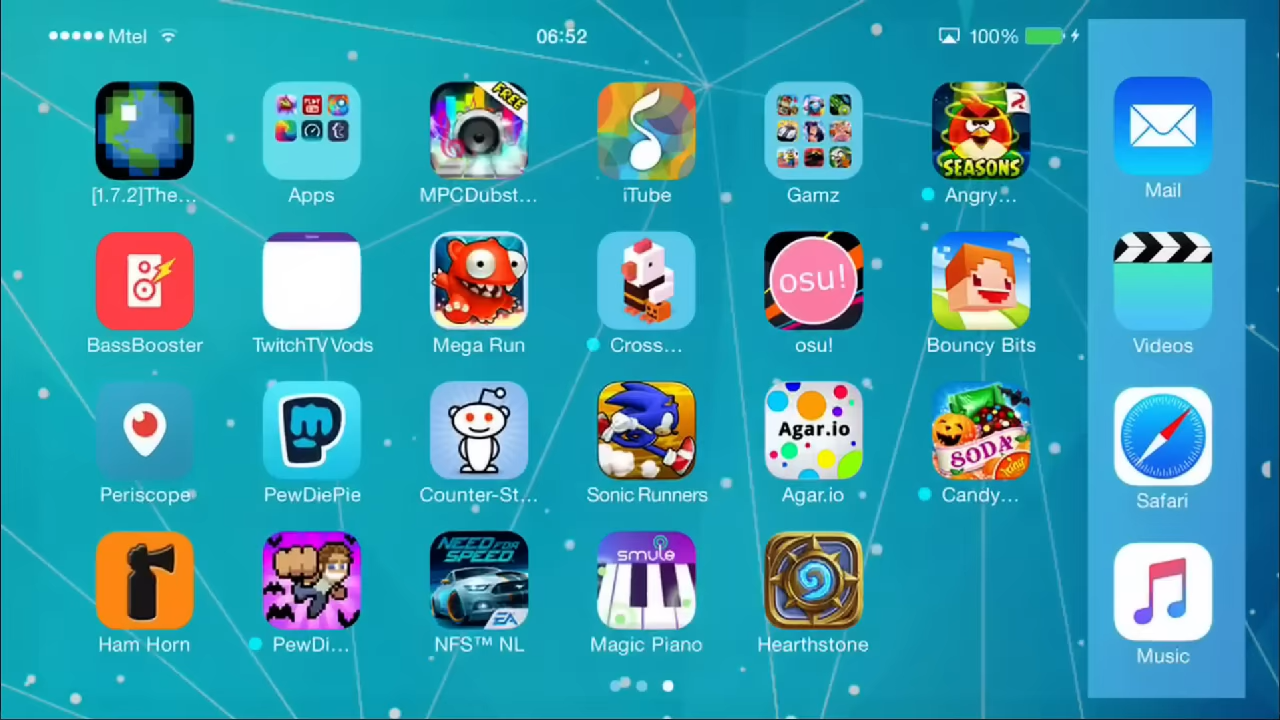 Mtel
06:52
100%
FREE
SEASONS
[1.7.2]The...
Apps
MPCDubst...
iTube
Gamz
Angry...
Mail
osu!
BassBooster
TwitchTV Vods
Mega Run
Cross...
osu!
Bouncy Bits
Videos
Agar.io
SODA
Periscope
PewDiePie
Counter-St...
Sonic Runners
Agar.io
Candy...
Safari
NEED FOR
SPEED
EA
smule
Ham Horn
PewDi...
NFS™ NL
Magic Piano
Hearthstone
Music